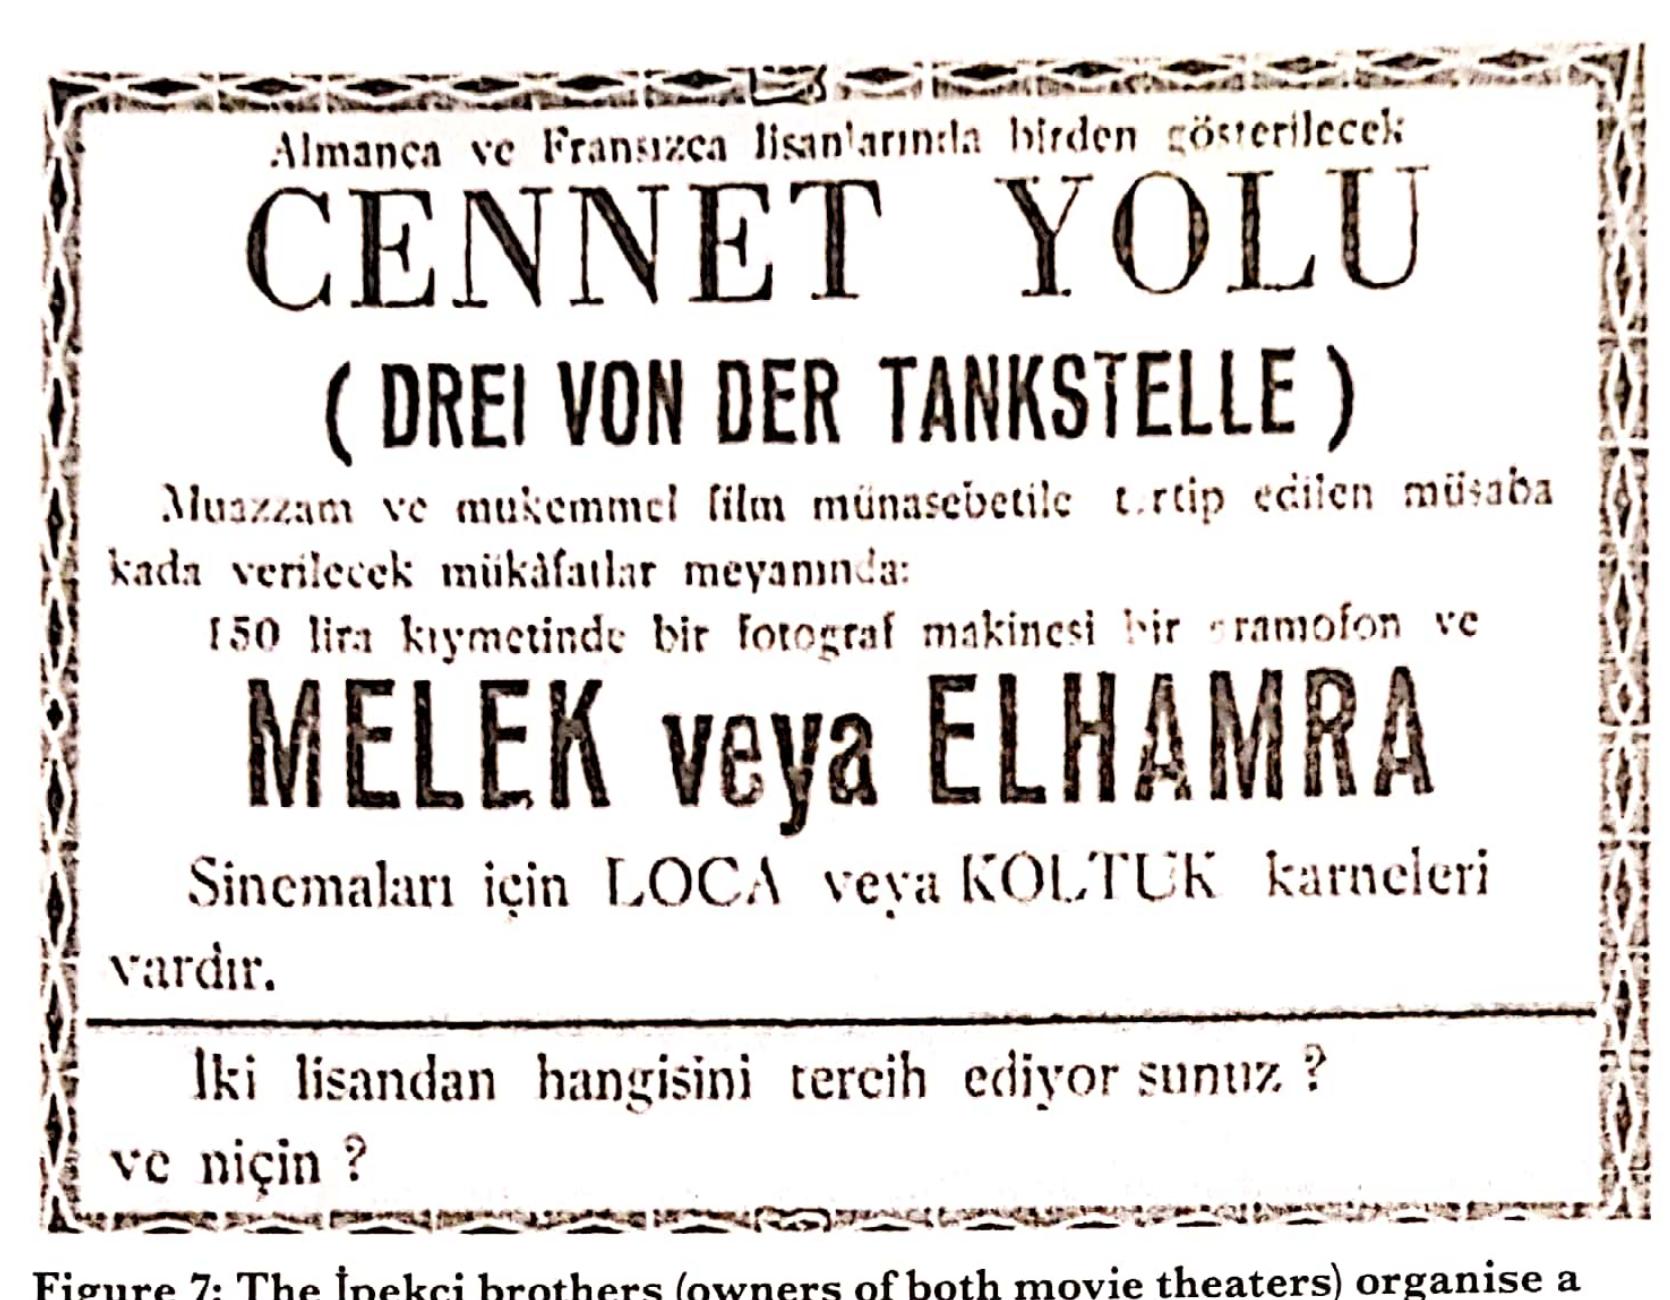 Almanca ve Fransızca lisanlarında birden gösterilecek
CENNET YOLU
( DREI VON DER TANKSTELLE )
Muazzam ve mukemmel film münasebetile tertip edilen müsaba
kada verilecek mükâfatlar meyanında:
150 lira kıymetinde bir fotograf makinesi bir gramofon ve
MELEK veya ELHAMRA
Sinemaları için LOCA veya KOLTUK karneleri
vardır.
İki lisandan hangisini tercih ediyor sunuz ?
ve niçin ?
Figure 7: The İpekçi brothers (owners of both movie theaters) organise a